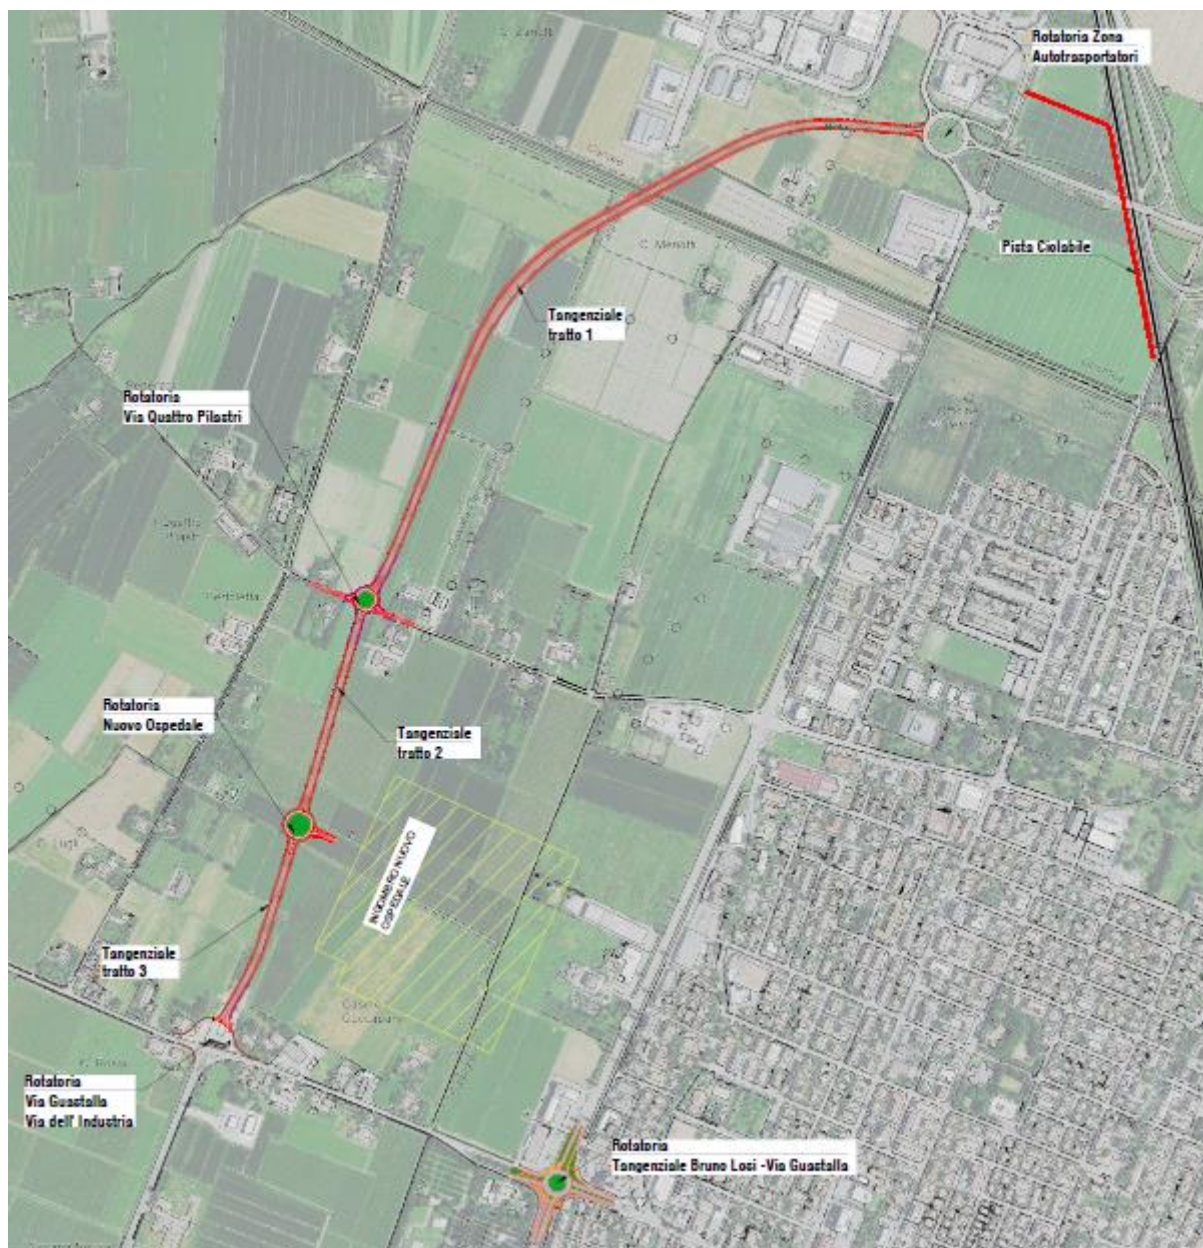 Rotatoria Zona
Autotrasportatori
Pista Ciclabile
C. Menotti
Tangenziale
tratto 1
Rotatoria
Via Quattro Pilastri
Rotatoria
Nuovo Ospedale
Tangenziale
tratto 2
INGOMBRO NUOVO
OSPEDALE
Tangenziale
tratto 3
Rotatoria
Via Guastalla
Via dell' Industria
Rotatoria
Tangenziale Bruno Losi -Via Guastalla